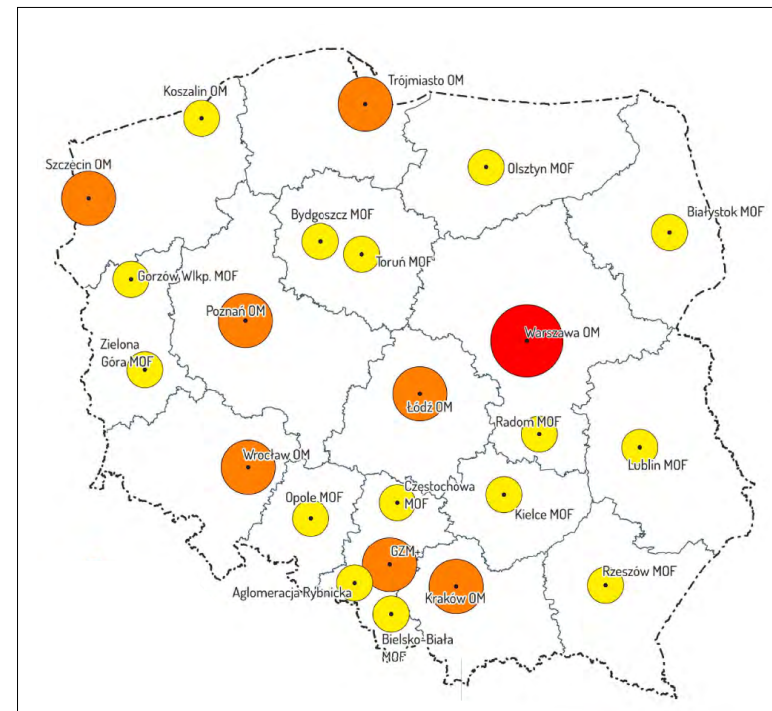 Trójmiasto OM
Koszalin OM
Szczecin OM
Olsztyn MOF
Białystok MOF
Bydgoszcz MOF
Toruń MOF
Gorzów Wlkp. MOF
Poznań OM
Warszawa OM
Zielona
Góra MOF
Łódź OM
Radom MOF
Lublin MOF
Wrocław OM
Częstochowa
MOF
Opole MOF
Kielce MOF
GZM+
Rzeszów MOF
Aglomeracja Rybnicka
Kraków OM
Bielsko-Biała
MOF